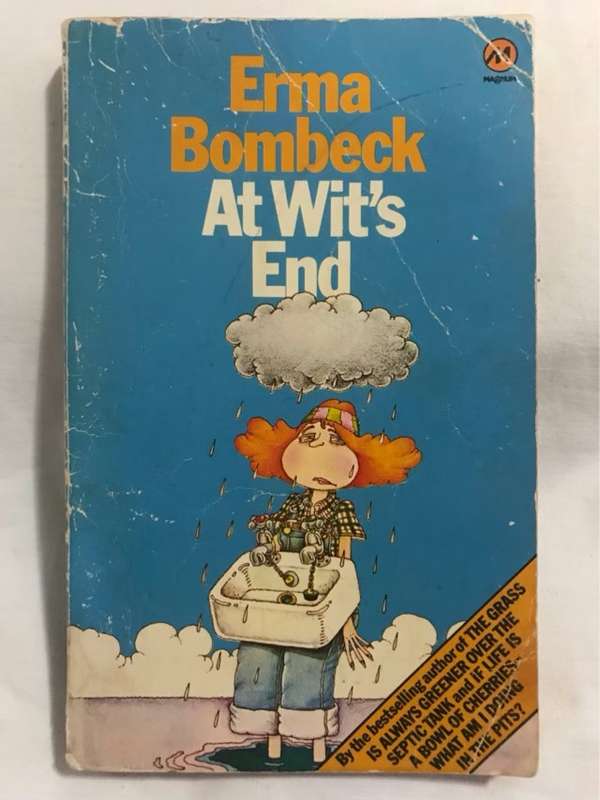 Erma
Bombeck
At Wit's
End
MAGNUM
By the bestselling author of THE GRASS
IS ALWAYS GREENER OVER THE
SEPTIC TANK and IF LIFE IS
A BOWL OF CHERRIES-
WHAT AM I DOING
IN THE PITS?